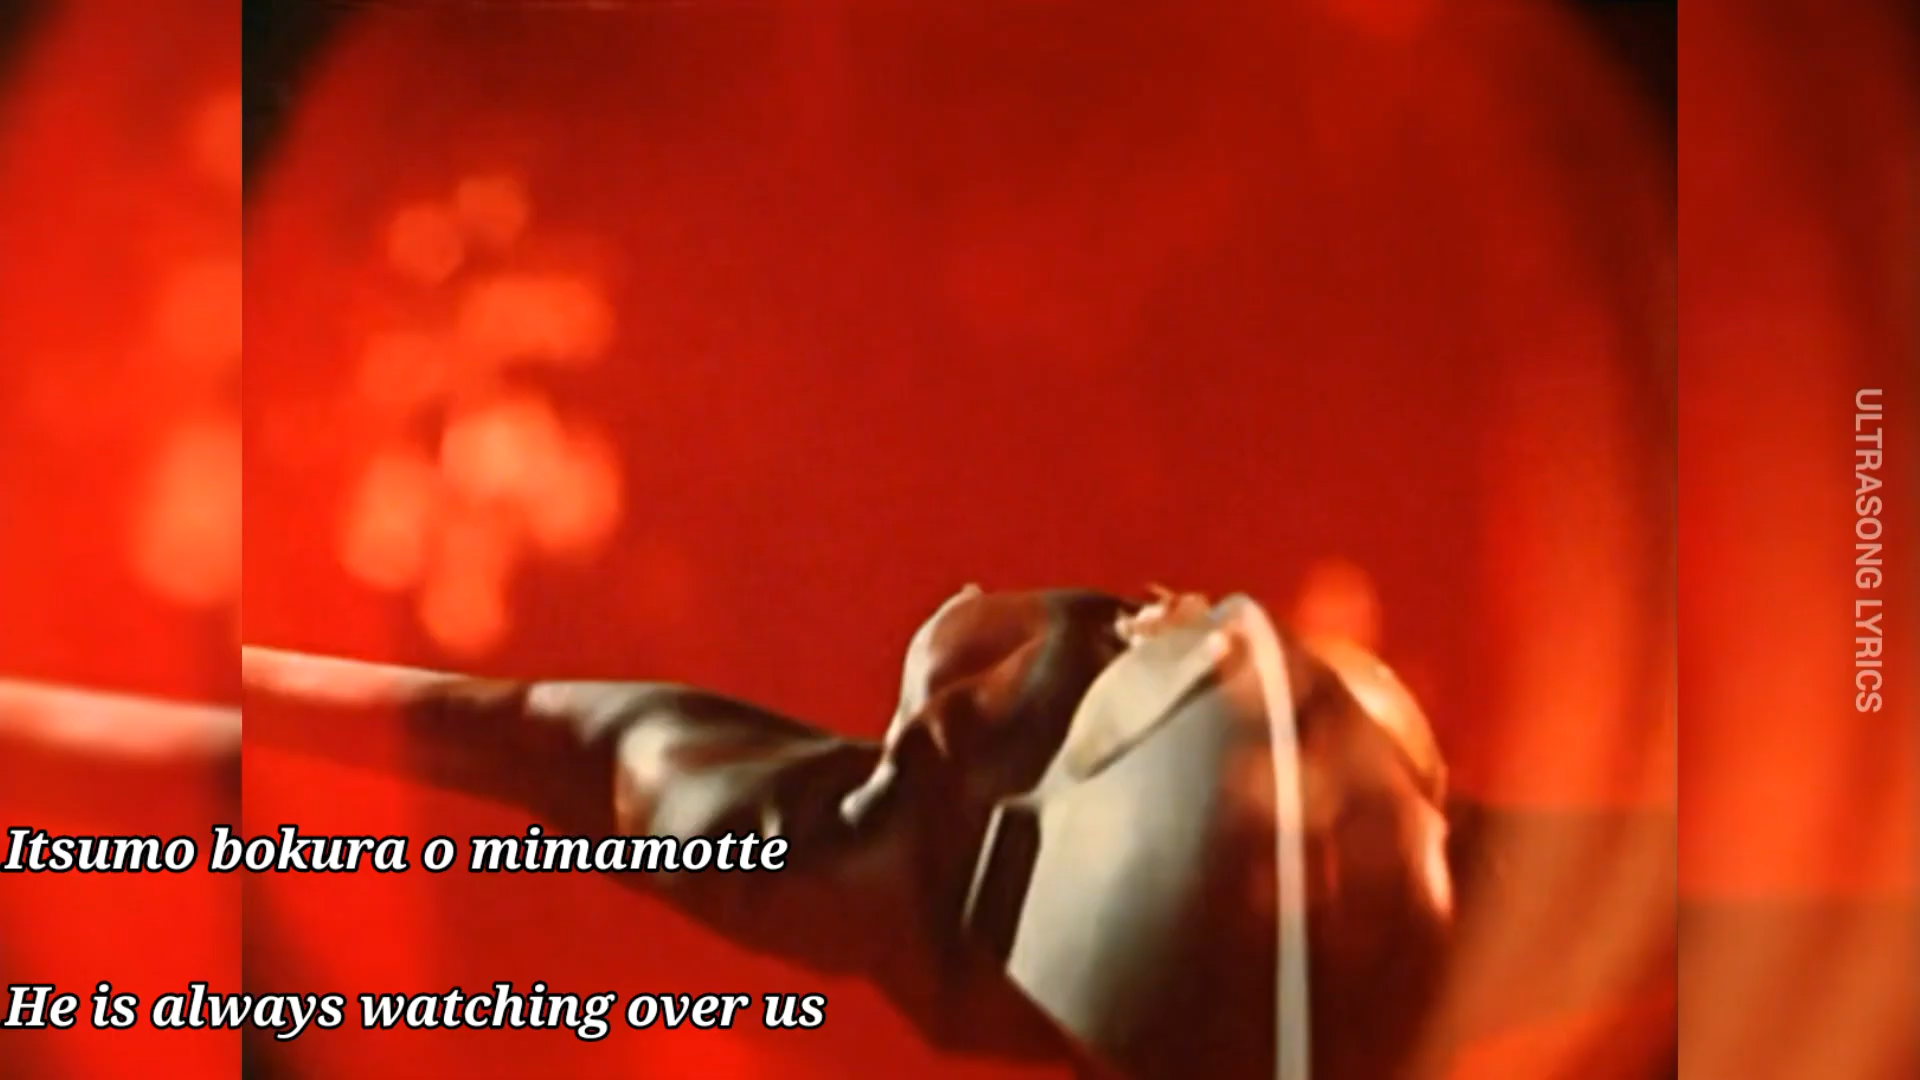 Itsumo bokura o mimamotte
He is always watching over us
ULTRASONG LYRICS